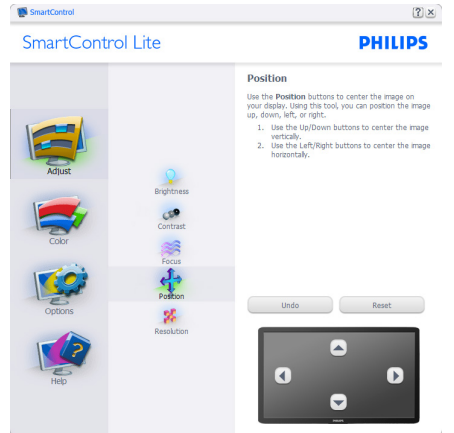 SmartControl
SmartControl Lite
PHILIPS
Adjust
Color
Options
Help
Brightness
Contrast
Focus
Position
Resolution
Position
Use the Position buttons to center the image on
your display. Using this tool, you can position the image
up, down, left, or right.
1. Use the Up/Down buttons to center the image
vertically.
2. Use the Left/Right buttons to center the image
horizontally.
Undo
Reset
PHILIPS